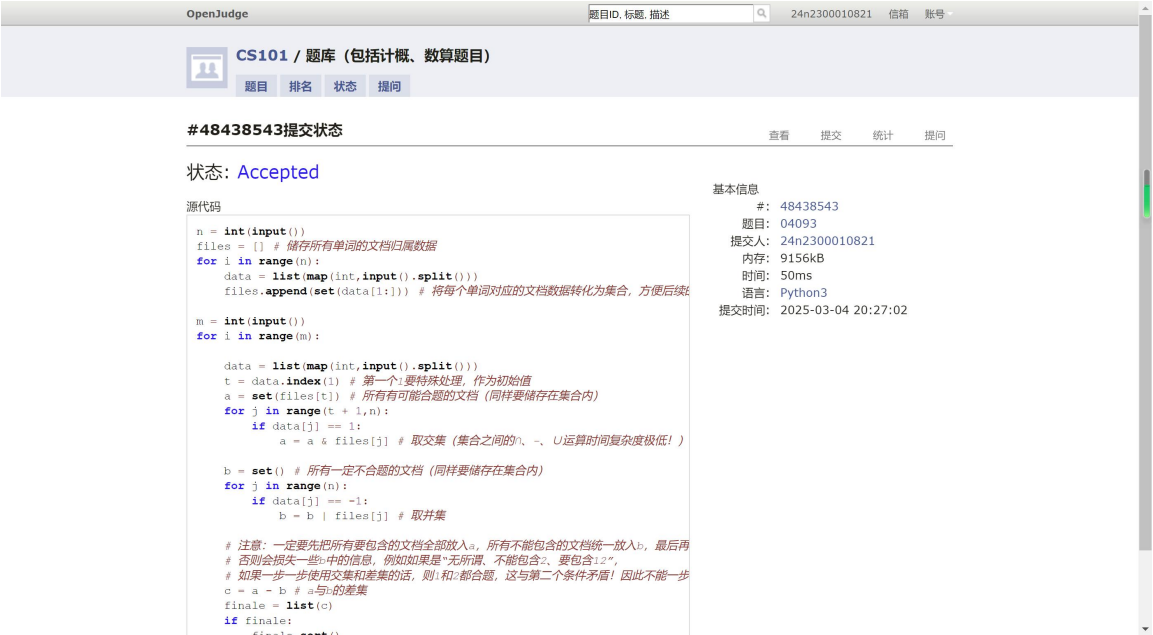 OpenJudge
题目ID, 标题, 描述
24n2300010821 信箱 账号
CS101 / 题库（包括计概、数算题目）
题目 排名 状态 提问
#48438543提交状态
查看 提交 统计 提问
状态: Accepted
源代码
n = int(input())
files = [] # 储存所有单词的文档归属数据
for i in range(n):
    data = list(map(int,input().split()))
    files.append(set(data[1:])) # 将每个单词对应的文档数据转化为集合，方便后续
m = int(input())
for i in range(m):
    data = list(map(int,input().split()))
    t = data.index(1) # 第一个1要特殊处理，作为初始值
    a = set(files[t]) # 所有有可能合题的文档（同样要储存在集合内）
    for j in range(t + 1,n):
        if data[j] == 1:
            a = a & files[j] # 取交集（集合之间的∩、-、∪运算时间复杂度极低！）
    b = set() # 所有一定不合题的文档（同样要储存在集合内）
    for j in range(n):
        if data[j] == -1:
            b = b | files[j] # 取并集
    # 注意：一定要先把所有要包含的文档全部放入a，所有不能包含的文档统一放入b，最后再
    # 否则会损失一些b中的信息，例如如果是“无所谓、不能包含2、要包含12”，
    # 如果一步一步使用交集和差集的话，则1和2都合题，这与第二个条件矛盾！因此不能一步
    c = a - b # a与b的差集
    finale = list(c)
    if finale:
        finale.sort()
基本信息
#: 48438543
题目: 04093
提交人: 24n2300010821
内存: 9156kB
时间: 50ms
语言: Python3
提交时间: 2025-03-04 20:27:02